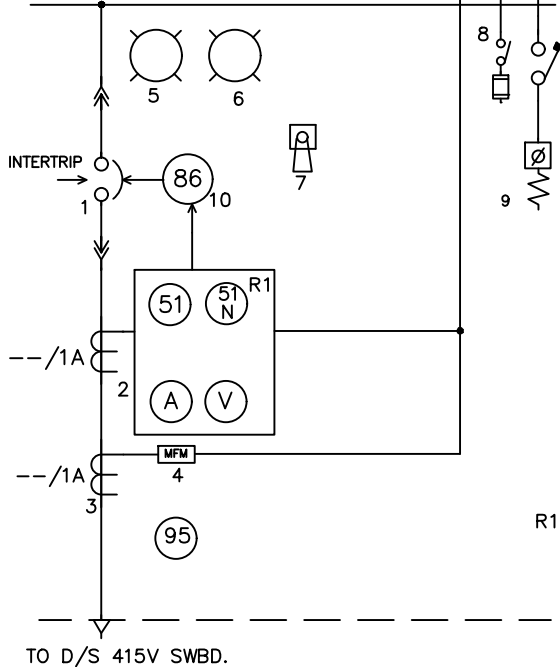 8
5
6
INTERTRIP
86
7
10
9
1
R1
51
51
N
--/1A
2
A
V
MFM
--/1A
4
3
95
R1
TO D/S 415V SWBD.